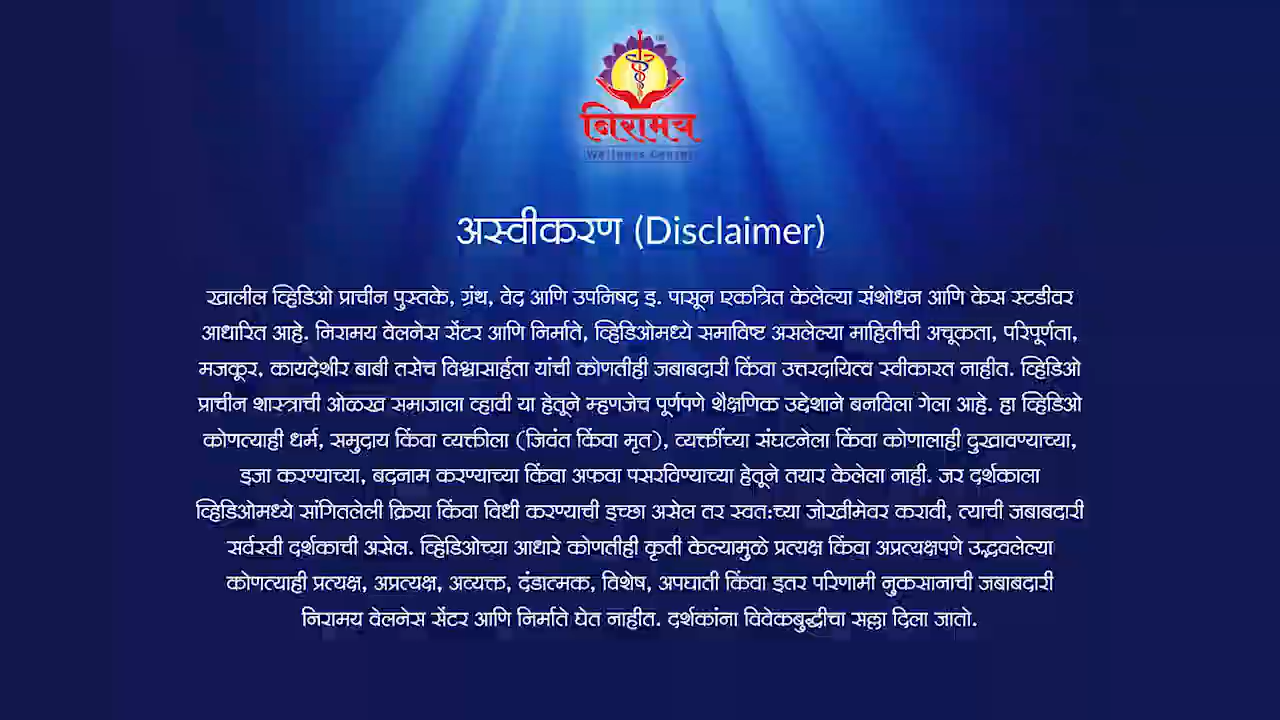 निरामय
Wellness Center
अस्वीकरण (Disclaimer)
खालील व्हिडिओ प्राचीन पुस्तके, ग्रंथ, वेद आणि उपनिषद इ. पासून एकत्रित केलेल्या संशोधन आणि केस स्टडीवर
आधारित आहे. निरामय वेलनेस सेंटर आणि निर्माते, व्हिडिओमध्ये समाविष्ट असलेल्या माहितीची अचूकता, परिपूर्णता,
मजकूर, कायदेशीर बाबी तसेच विश्वासार्हता यांची कोणतीही जबाबदारी किंवा उत्तरदायित्व स्वीकारत नाहीत. व्हिडिओ
प्राचीन शास्त्राची ओळख समाजाला व्हावी या हेतूने म्हणजेच पूर्णपणे शैक्षणिक उद्देशाने बनविला गेला आहे. हा व्हिडिओ
कोणत्याही धर्म, समुदाय किंवा व्यक्तीला (जिवंत किंवा मृत), व्यक्तींच्या संघटनेला किंवा कोणालाही दुखावण्याच्या,
इजा करण्याच्या, बदनाम करण्याच्या किंवा अफवा पसरविण्याच्या हेतूने तयार केलेला नाही. जर दर्शकाला
व्हिडिओमध्ये सांगितलेली क्रिया किंवा विधी करण्याची इच्छा असेल तर स्वतःच्या जोखीमेवर करावी, त्याची जबाबदारी
सर्वस्वी दर्शकाची असेल. व्हिडिओच्या आधारे कोणतीही कृती केल्यामुळे प्रत्यक्ष किंवा अप्रत्यक्षपणे उद्भवलेल्या
कोणत्याही प्रत्यक्ष, अप्रत्यक्ष, अव्यक्त, दंडात्मक, विशेष, अपघाती किंवा इतर परिणामी नुकसानाची जबाबदारी
निरामय वेलनेस सेंटर आणि निर्माते घेत नाहीत. दर्शकांना विवेकबुद्धीचा सल्ला दिला जातो.